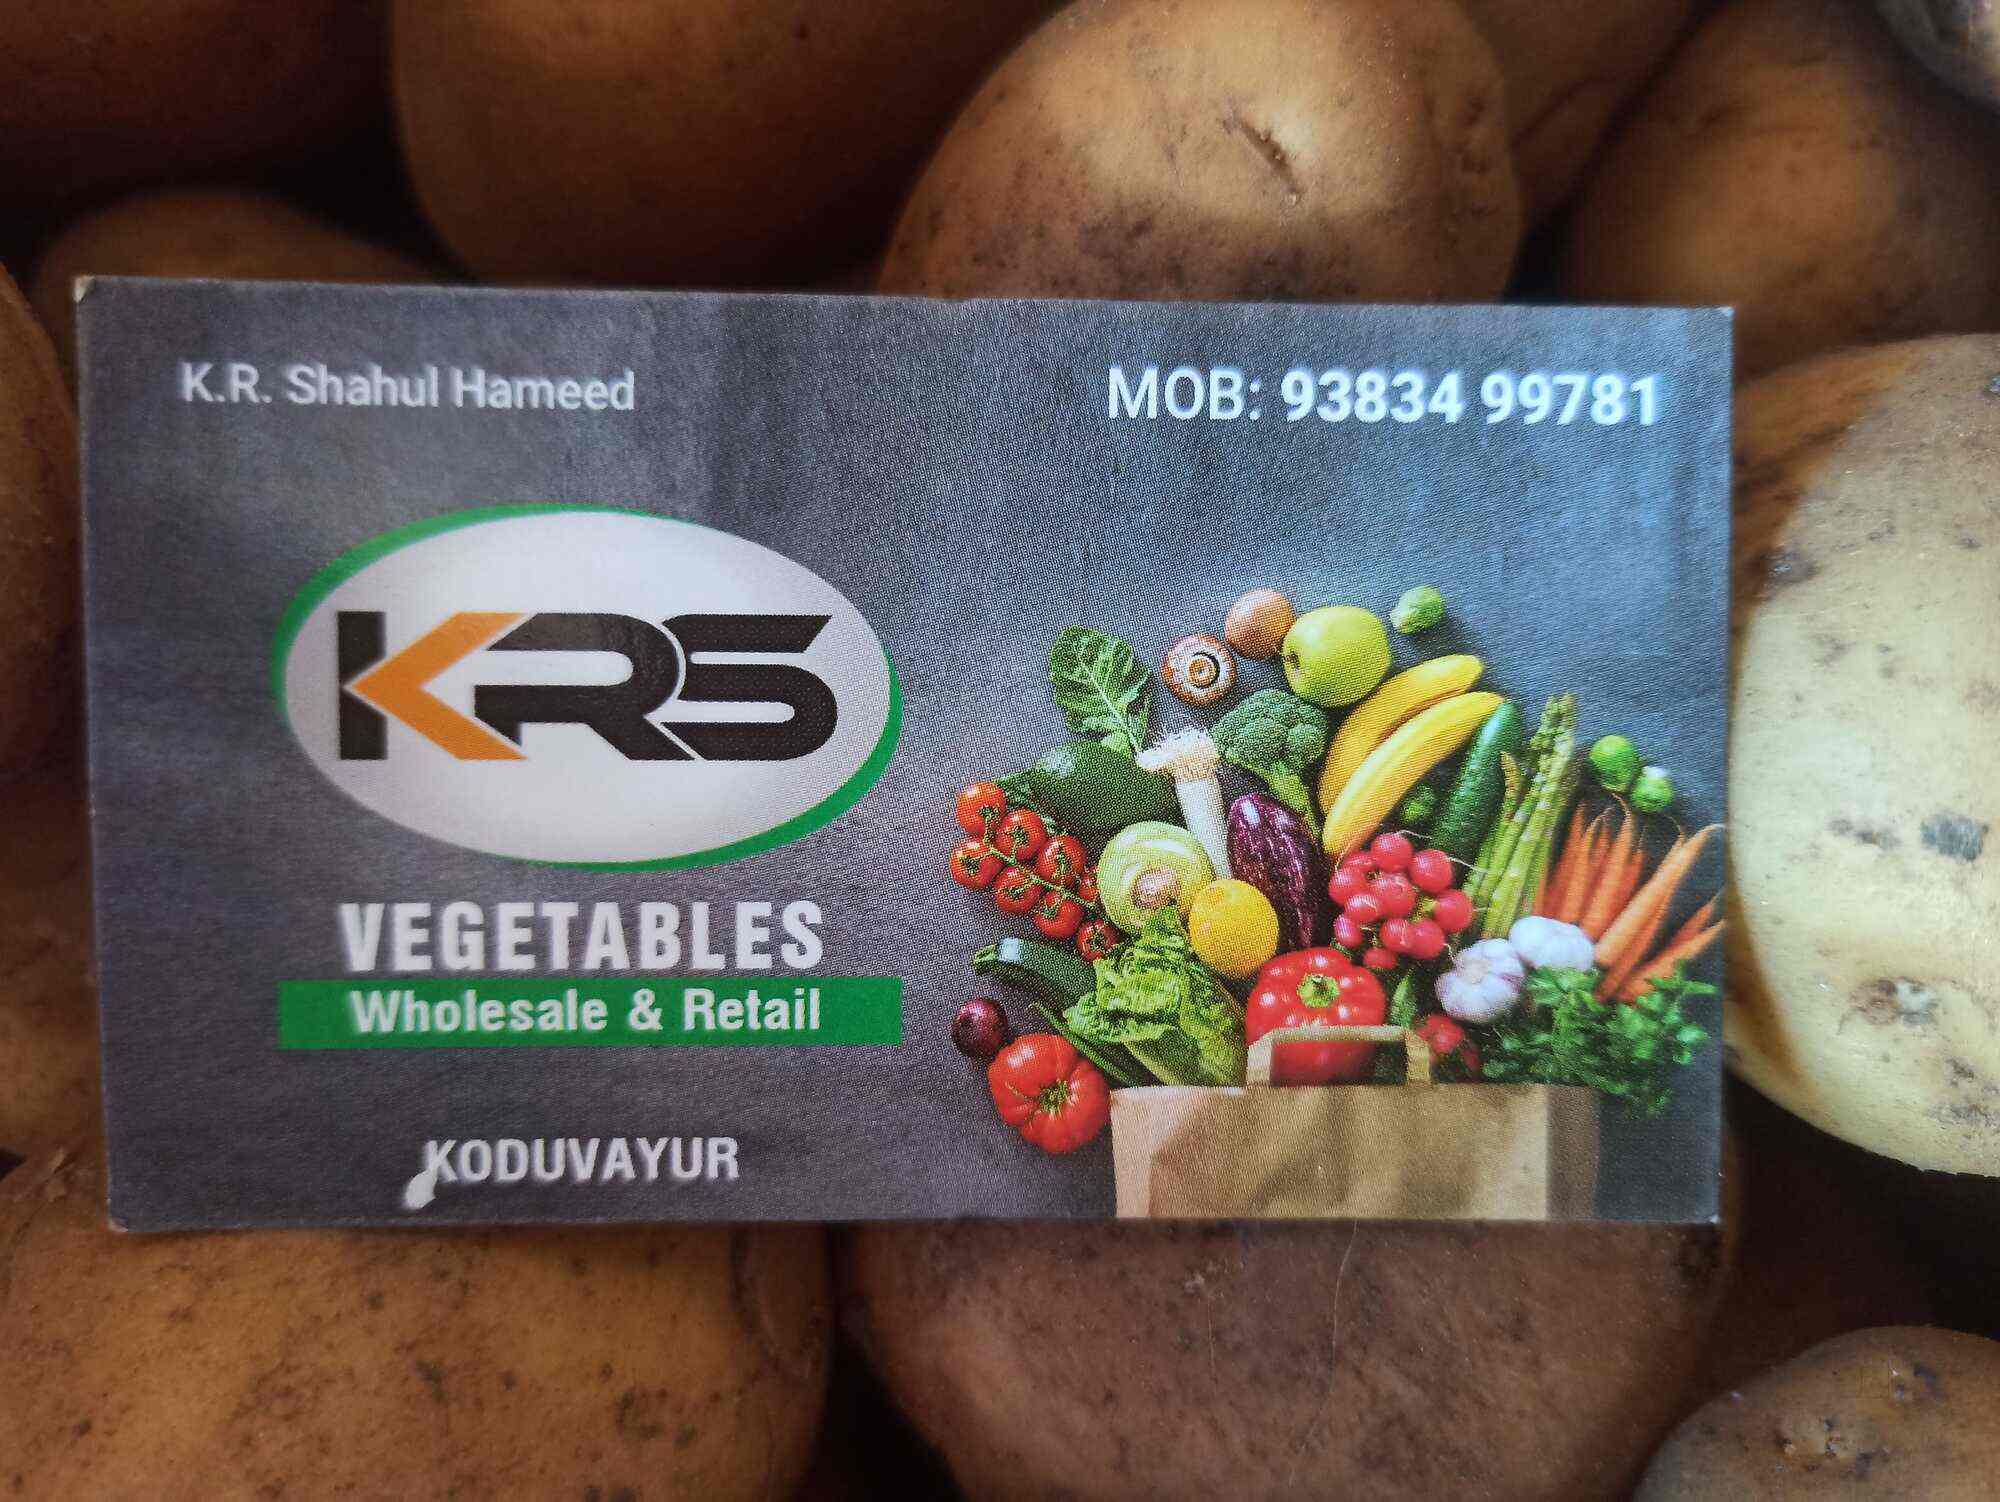 K.R. Shahul Hameed
MOB: 93834 99781
KRS
VEGETABLES
Wholesale & Retail
KODUVAYUR